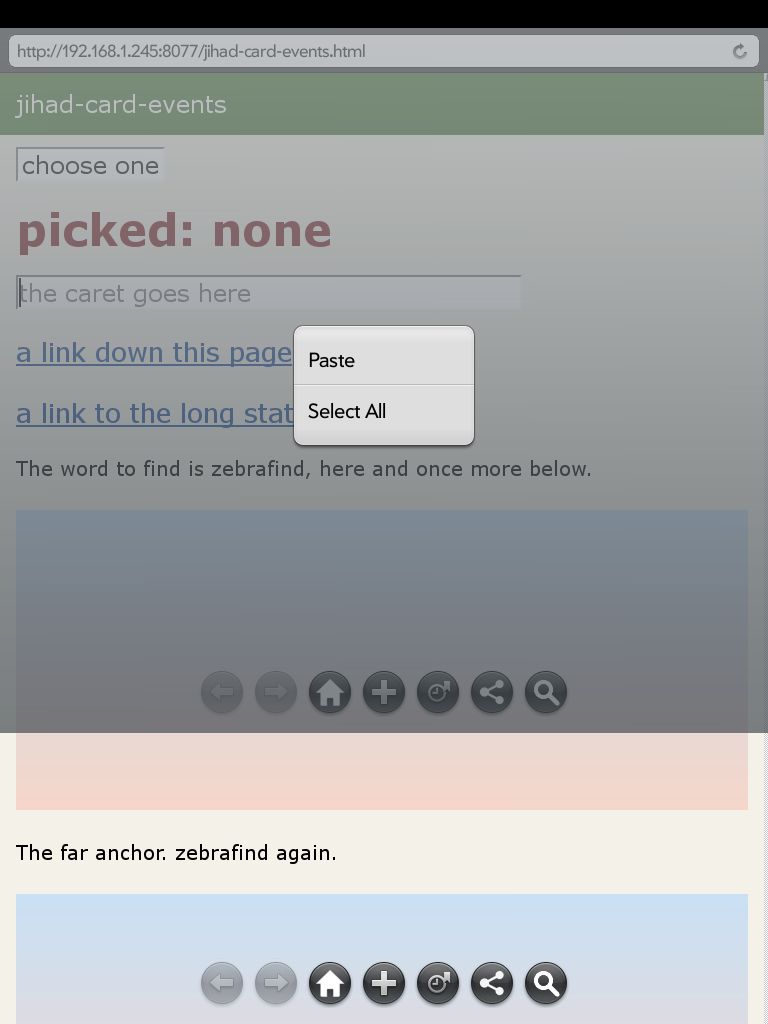 http://192.168.1.245:8077/jihad-card-events.html
jihad-card-events
choose one
picked: none
the caret goes here
a link down this page
Paste
a link to the long stat
Select All
The word to find is zebrafind, here and once more below.
The far anchor. zebrafind again.